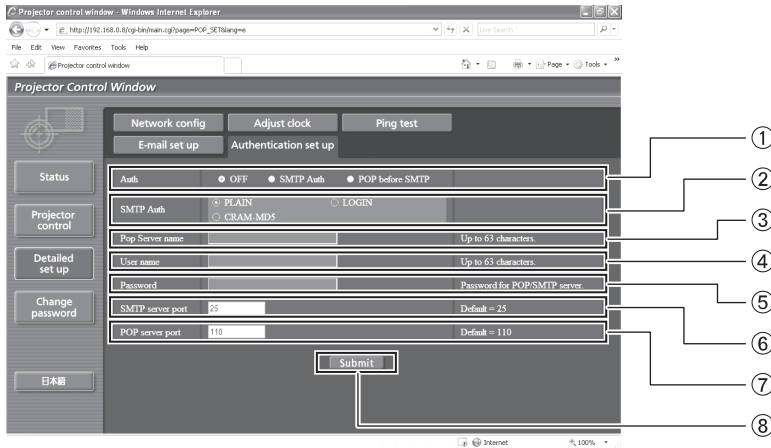 Projector control window - Windows Internet Explorer
http://192.168.0.8/cgi-bin/main.cgi?page=POP_SET&lang=e
Live Search
File Edit View Favorites Tools Help
Projector control window
Page Tools »
Projector Control Window
Network config Adjust clock Ping test
E-mail set up Authentication set up
Status
Projector control
Detailed set up
Change password
日本語
Auth OFF SMTP Auth POP before SMTP
SMTP Auth PLAIN LOGIN
CRAM-MD5
Pop Server name Up to 63 characters.
User name Up to 63 characters.
Password Password for POP/SMTP server.
SMTP server port 25 Default = 25
POP server port 110 Default = 110
Submit
Internet 100%
①
②
③
④
⑤
⑥
⑦
⑧